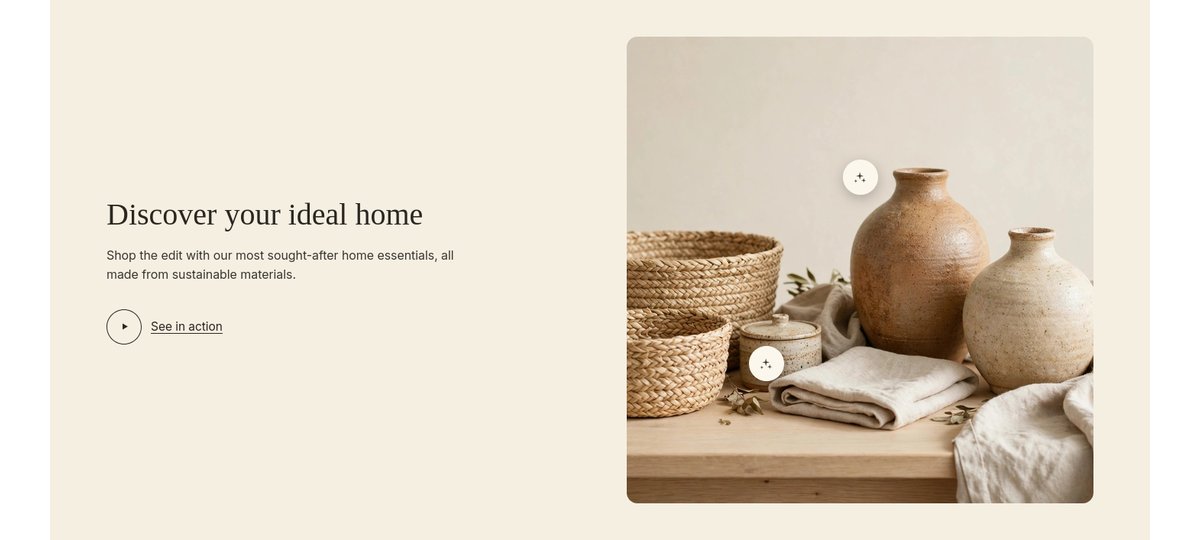 Discover your ideal home
Shop the edit with our most sought-after home essentials, all
made from sustainable materials.
See in action